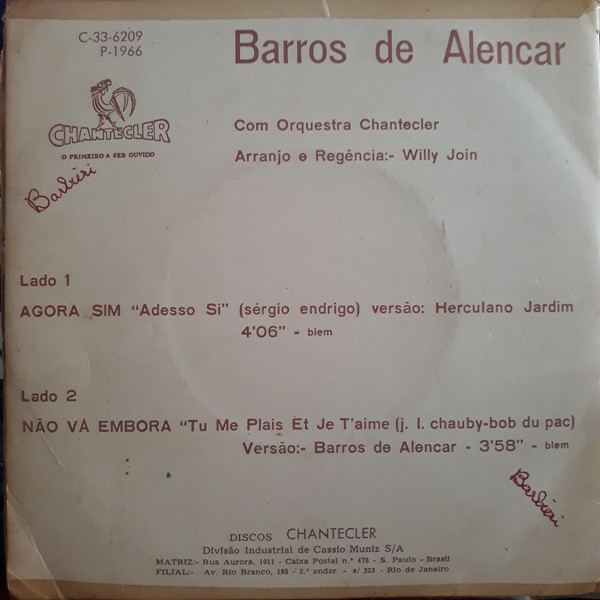 C-33-6209
P-1966
Barros de Alencar
CHANTECLER
O PRIMEIRO A SER OUVIDO
Com Orquestra Chantecler
Arranjo e Regência:- Willy Join
Barbieri
Lado 1
AGORA SIM "Adesso Si" (sérgio endrigo) versão: Herculano Jardim
4'06" - biem
Lado 2
NÃO VÁ EMBORA "Tu Me Plais Et Je T'aime (j. l. chauby-bob du pac)
Versão:- Barros de Alencar - 3'58" - biem
Barbieri
DISCOS CHANTECLER
Divisão Industrial de Cassio Muniz S/A
MATRIZ:- Rua Aurora, 1011 - Caixa Postal n.º 478 - S. Paulo - Brasil
FILIAL:- Av. Rio Branco, 185 - 2.º andar - s/ 223 - Rio de Janeiro